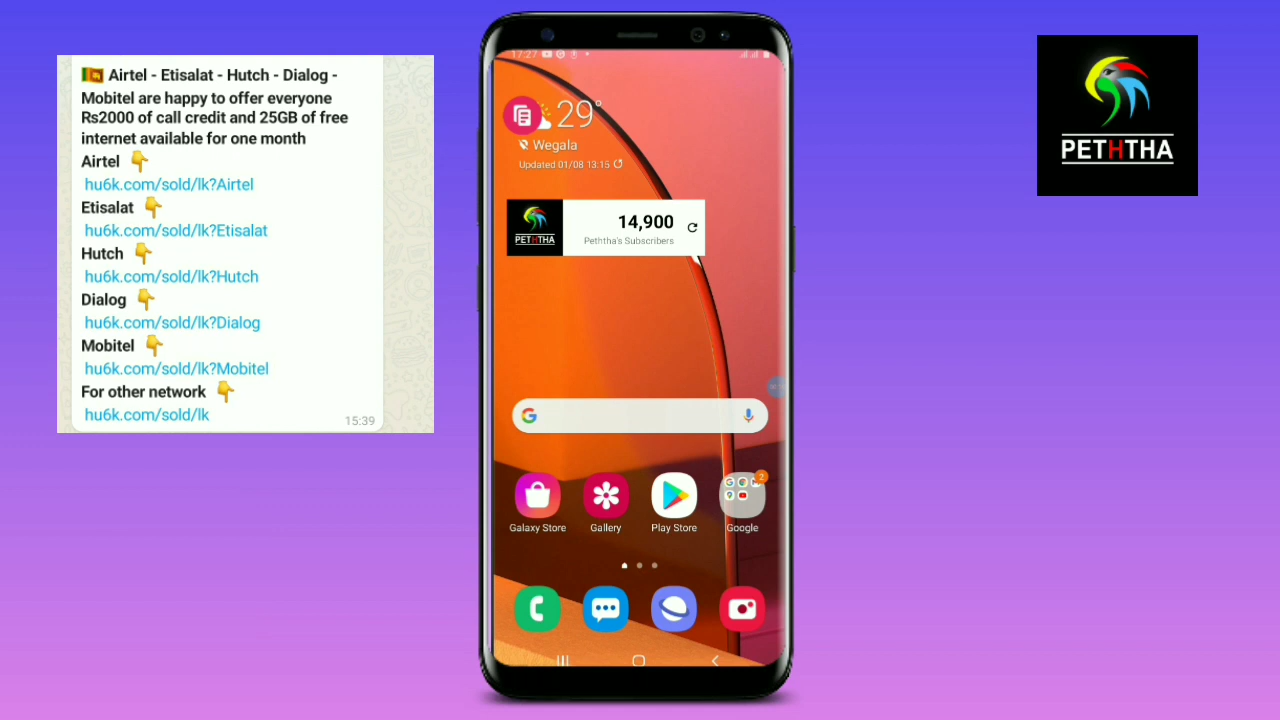 Airtel - Etisalat - Hutch - Dialog -
Mobitel are happy to offer everyone
Rs2000 of call credit and 25GB of free
internet available for one month
Airtel
hu6k.com/sold/lk?Airtel
Etisalat
hu6k.com/sold/lk?Etisalat
Hutch
hu6k.com/sold/lk?Hutch
Dialog
hu6k.com/sold/lk?Dialog
Mobitel
hu6k.com/sold/lk?Mobitel
For other network
hu6k.com/sold/lk
15:39
17:27
29°
Wegala
Updated 01/08 13:15
PETHTHA
14,900
Peththa's Subscribers
Galaxy Store
Gallery
Play Store
2
Google
PETHTHA